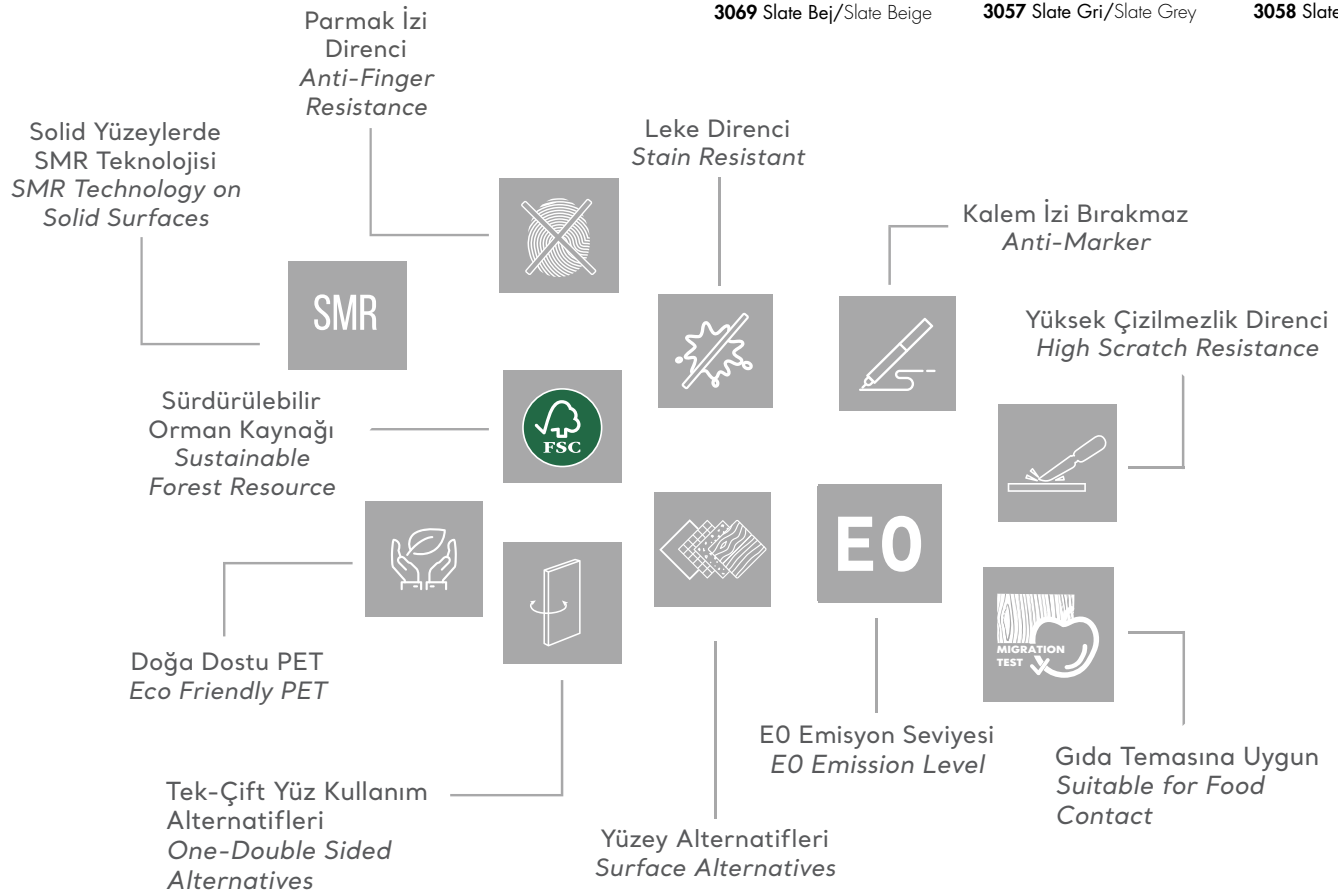 3069 Slate Bej/Slate Beige
3057 Slate Gri/Slate Grey
3058 Slate
Parmak İzi
Direnci
Anti-Finger
Resistance
Solid Yüzeylerde
SMR Teknolojisi
SMR Technology on
Solid Surfaces
Leke Direnci
Stain Resistant
Kalem İzi Bırakmaz
Anti-Marker
SMR
Yüksek Çizilmezlik Direnci
High Scratch Resistance
Sürdürülebilir
Orman Kaynağı
Sustainable
Forest Resource
FSC
E0
MIGRATION
TEST
Doğa Dostu PET
Eco Friendly PET
E0 Emisyon Seviyesi
E0 Emission Level
Gıda Temasına Uygun
Suitable for Food
Contact
Tek-Çift Yüz Kullanım
Alternatifleri
One-Double Sided
Alternatives
Yüzey Alternatifleri
Surface Alternatives